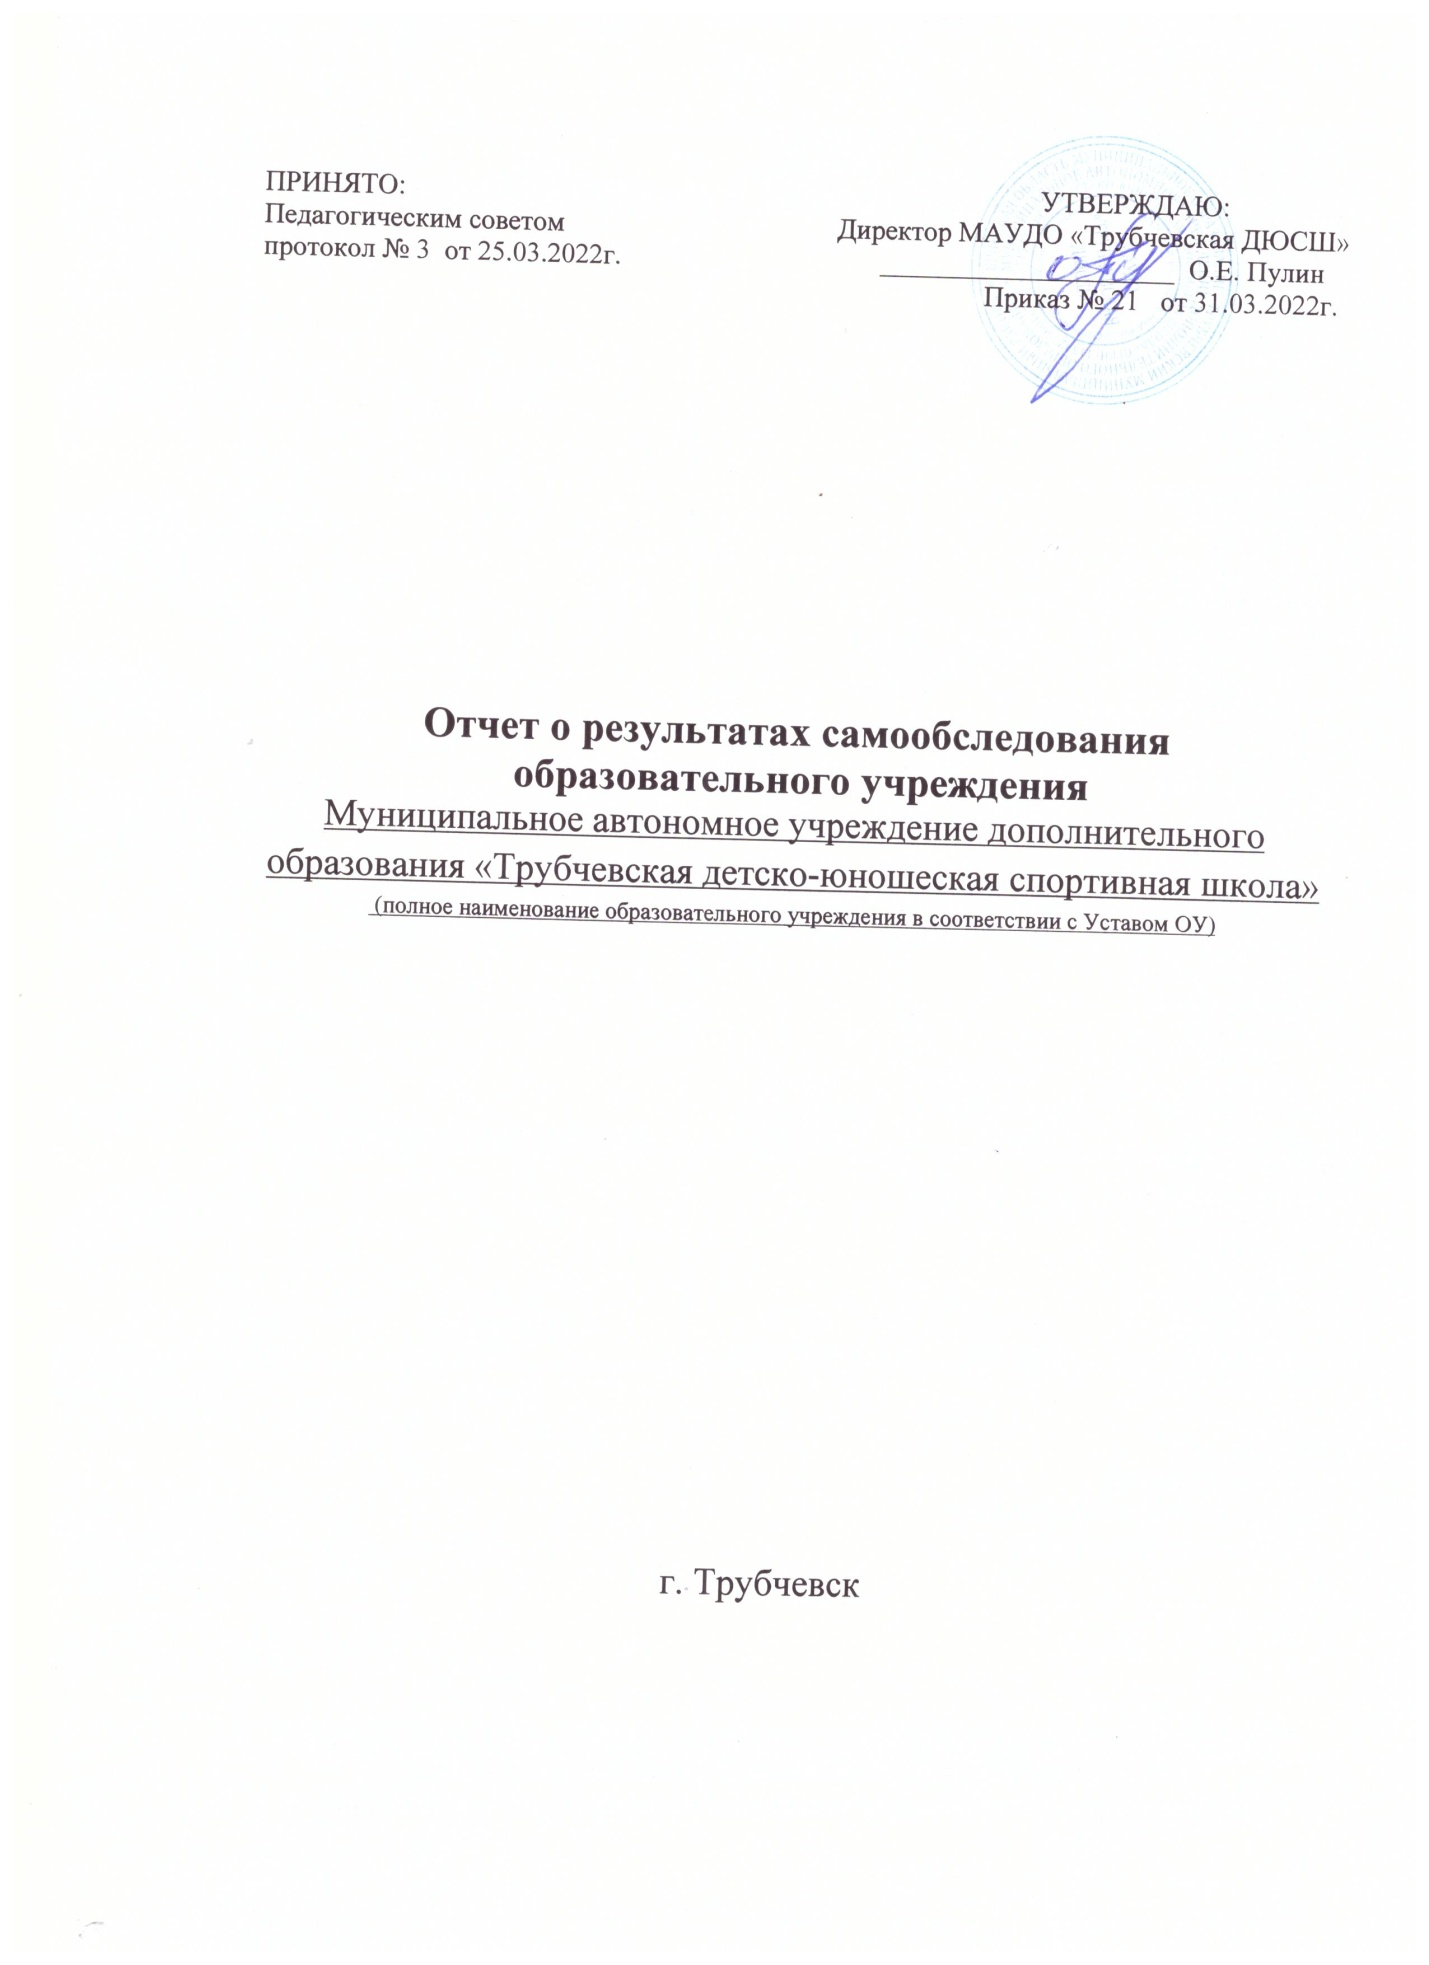 ПРИНЯТО:
Педагогическим советом
протокол № 3 от 25.03.2022г.
УТВЕРЖДАЮ:
Директор МАУДО «Трубчевская ДЮСШ»
О.Е. Пулин
Приказ № 21 от 31.03.2022г.
Отчет о результатах самообследования
образовательного учреждения
Муниципальное автономное учреждение дополнительного
образования «Трубчевская детско-юношеская спортивная школа»
(полное наименование образовательного учреждения в соответствии с Уставом ОУ)
г. Трубчевск